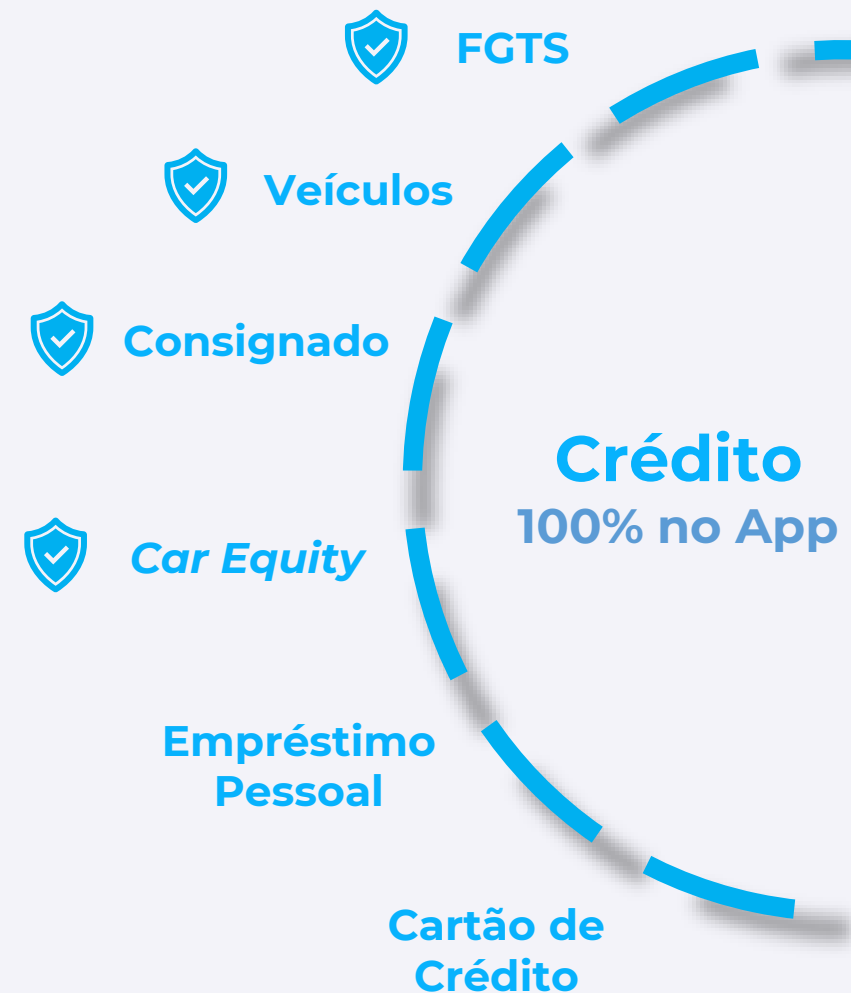 FGTS
Veículos
Consignado
Crédito
100% no App
Car Equity
Empréstimo
Pessoal
Cartão de
Crédito